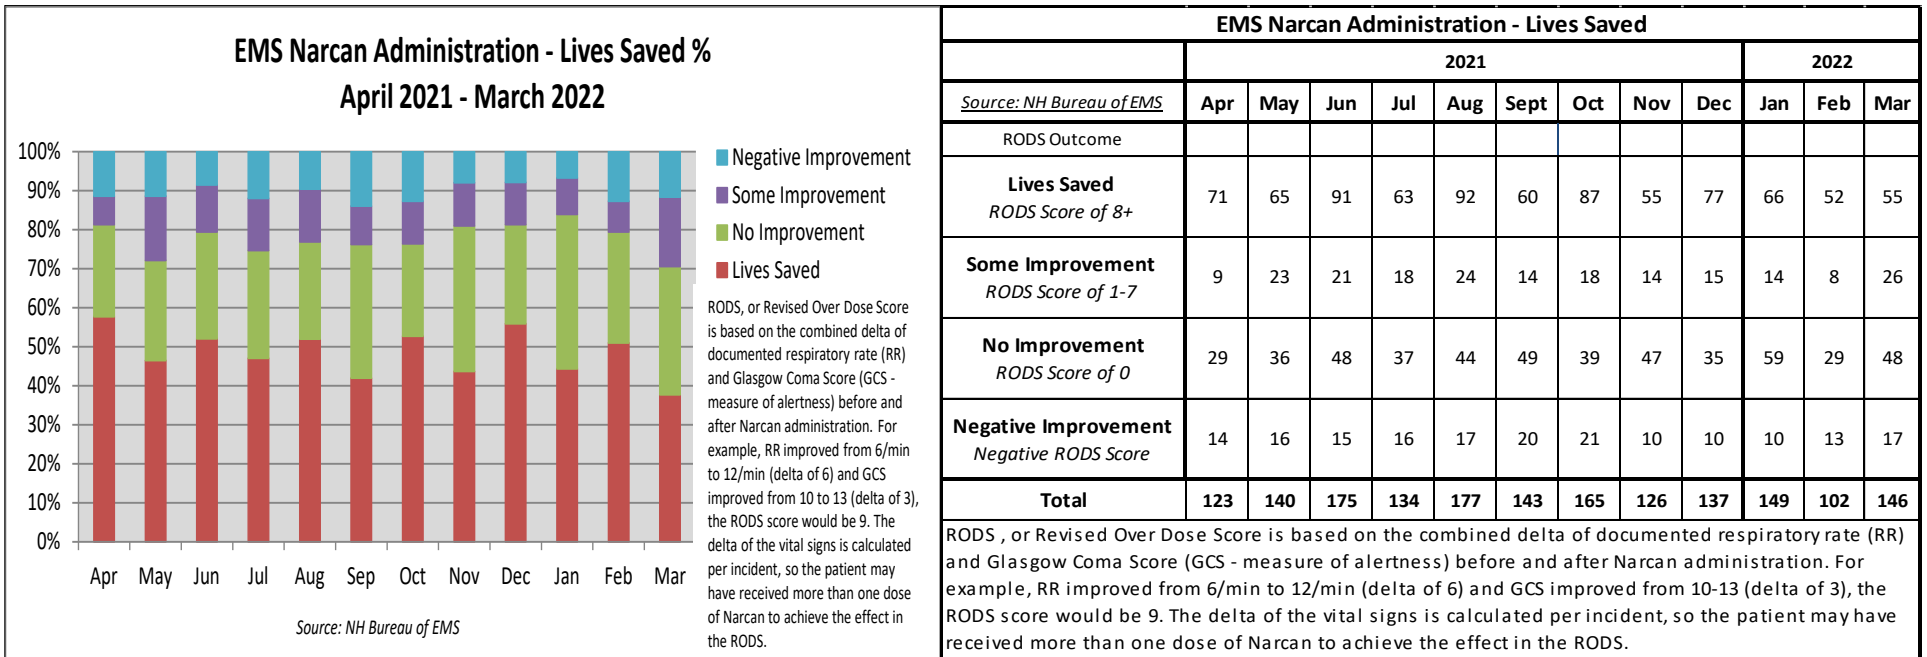 EMS Narcan Administration - Lives Saved %
April 2021 - March 2022
100%
90%
80%
70%
60%
50%
40%
30%
20%
10%
0%
Apr May Jun Jul Aug Sep Oct Nov Dec Jan Feb Mar
Source: NH Bureau of EMS
Negative Improvement
Some Improvement
No Improvement
Lives Saved
RODS, or Revised Over Dose Score
is based on the combined delta of
documented respiratory rate (RR)
and Glasgow Coma Score (GCS -
measure of alertness) before and
after Narcan administration. For
example, RR improved from 6/min
to 12/min (delta of 6) and GCS
improved from 10 to 13 (delta of 3),
the RODS score would be 9. The
delta of the vital signs is calculated
per incident, so the patient may
have received more than one dose
of Narcan to achieve the effect in
the RODS.
EMS Narcan Administration - Lives Saved
2021 2022
Source: NH Bureau of EMS Apr May Jun Jul Aug Sept Oct Nov Dec Jan Feb Mar
RODS Outcome
Lives Saved
RODS Score of 8+
71 65 91 63 92 60 87 55 77 66 52 55
Some Improvement
RODS Score of 1-7
9 23 21 18 24 14 18 14 15 14 8 26
No Improvement
RODS Score of 0
29 36 48 37 44 49 39 47 35 59 29 48
Negative Improvement
Negative RODS Score
14 16 15 16 17 20 21 10 10 10 13 17
Total 123 140 175 134 177 143 165 126 137 149 102 146
RODS , or Revised Over Dose Score is based on the combined delta of documented respiratory rate (RR)
and Glasgow Coma Score (GCS - measure of alertness) before and after Narcan administration. For
example, RR improved from 6/min to 12/min (delta of 6) and GCS improved from 10-13 (delta of 3), the
RODS score would be 9. The delta of the vital signs is calculated per incident, so the patient may have
received more than one dose of Narcan to achieve the effect in the RODS.